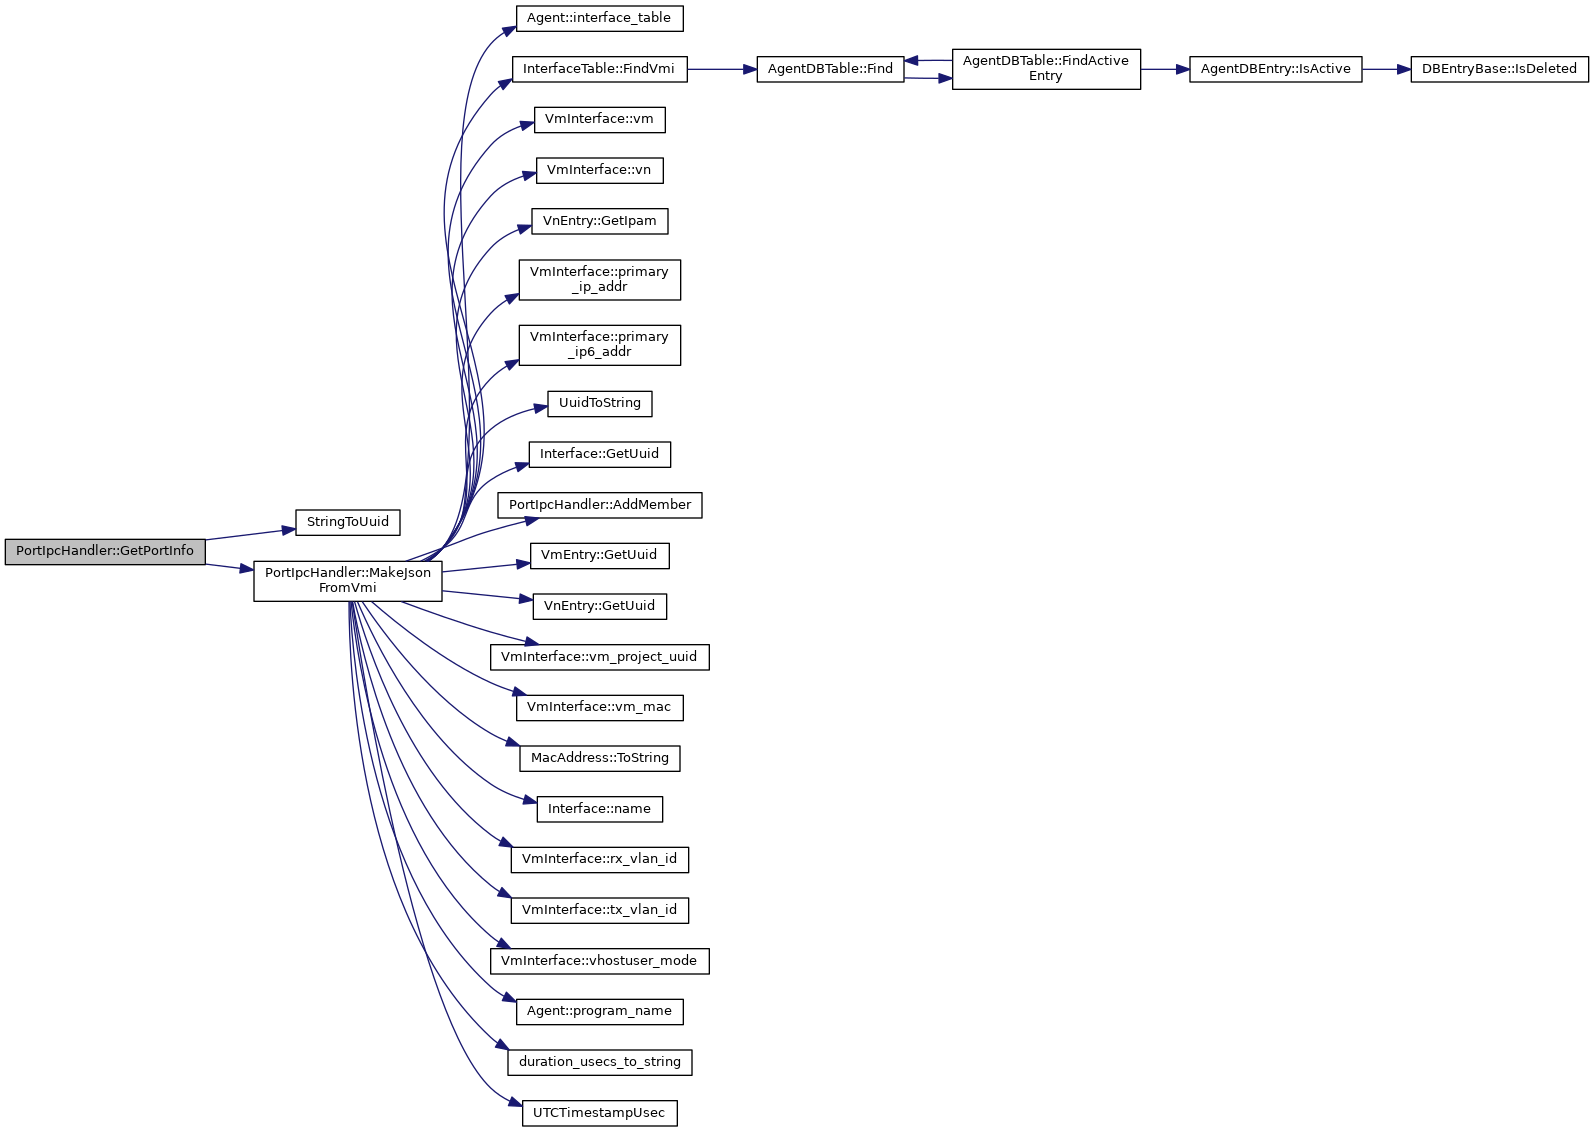 Agent::interface_table
InterfaceTable::FindVmi
AgentDBTable::Find
AgentDBTable::FindActive
Entry
AgentDBEntry::IsActive
DBEntryBase::IsDeleted
VmInterface::vm
VmInterface::vn
VnEntry::GetIpam
VmInterface::primary
_ip_addr
VmInterface::primary
_ip6_addr
UuidToString
Interface::GetUuid
PortIpcHandler::AddMember
StringToUuid
PortIpcHandler::GetPortInfo
VmEntry::GetUuid
PortIpcHandler::MakeJson
FromVmi
VnEntry::GetUuid
VmInterface::vm_project_uuid
VmInterface::vm_mac
MacAddress::ToString
Interface::name
VmInterface::rx_vlan_id
VmInterface::tx_vlan_id
VmInterface::vhostuser_mode
Agent::program_name
duration_usecs_to_string
UTCTimestampUsec